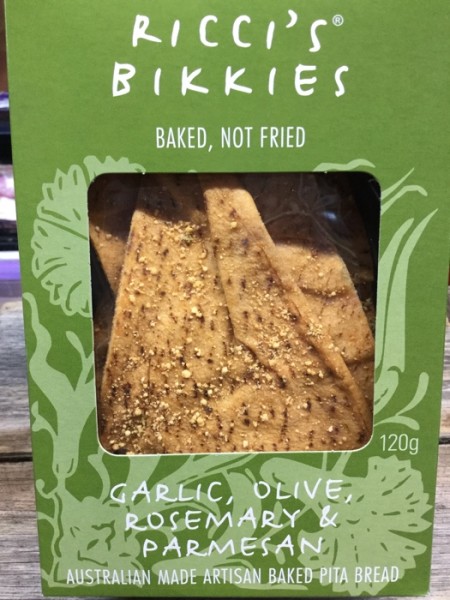 RICCI'S®
BIKKIES
BAKED, NOT FRIED
120g
GARLIC, OLIVE,
ROSEMARY &
PARMESAN
AUSTRALIAN MADE ARTISAN BAKED PITA BREAD